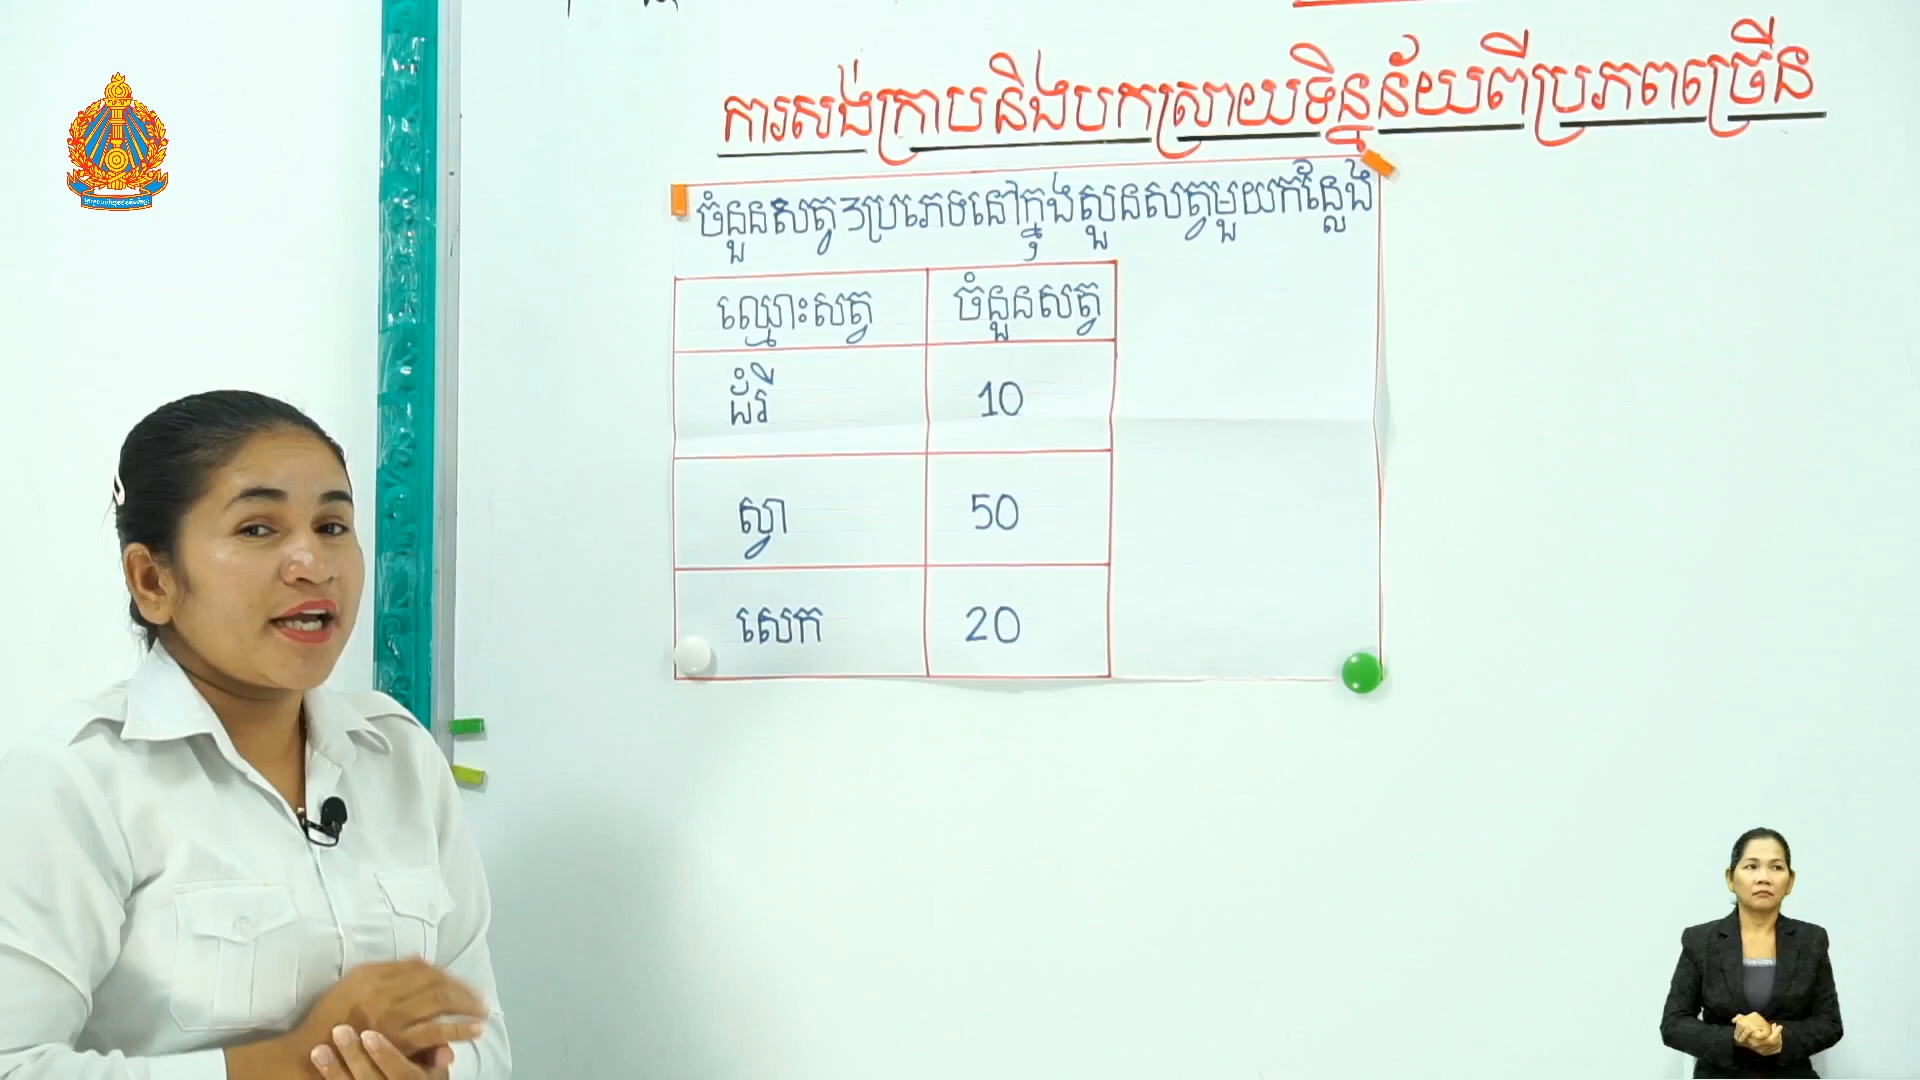 ការសង់ក្រាបនិងបកស្រាយទិន្នន័យពីប្រភពច្រើន
ចំនួនសត្វ 3ប្រភេទនៅក្នុងសួនសត្វមួយកន្លែង
ឈ្មោះសត្វ ចំនួនសត្វ
ដំរី 10
ស្វា 50
សេក 20